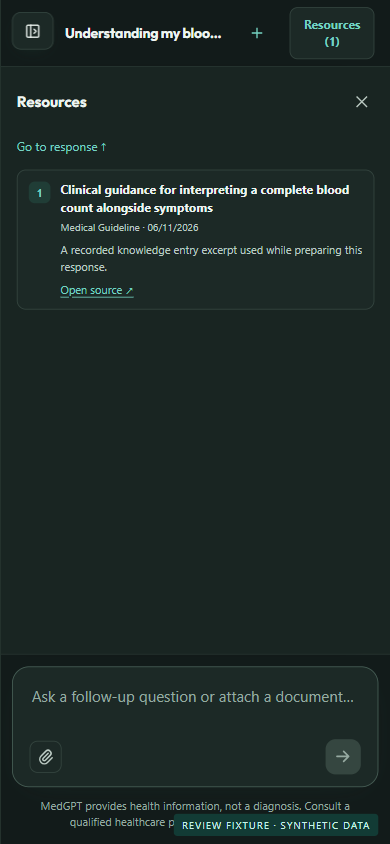 Understanding my bloo...
+
Resources
(1)
Resources
Go to response ↑
1
Clinical guidance for interpreting a complete blood
count alongside symptoms
Medical Guideline · 06/11/2026
A recorded knowledge entry excerpt used while preparing this
response.
Open source ↗
Ask a follow-up question or attach a document...
MedGPT provides health information, not a diagnosis. Consult a
qualified healthcare p
REVIEW FIXTURE · SYNTHETIC DATA